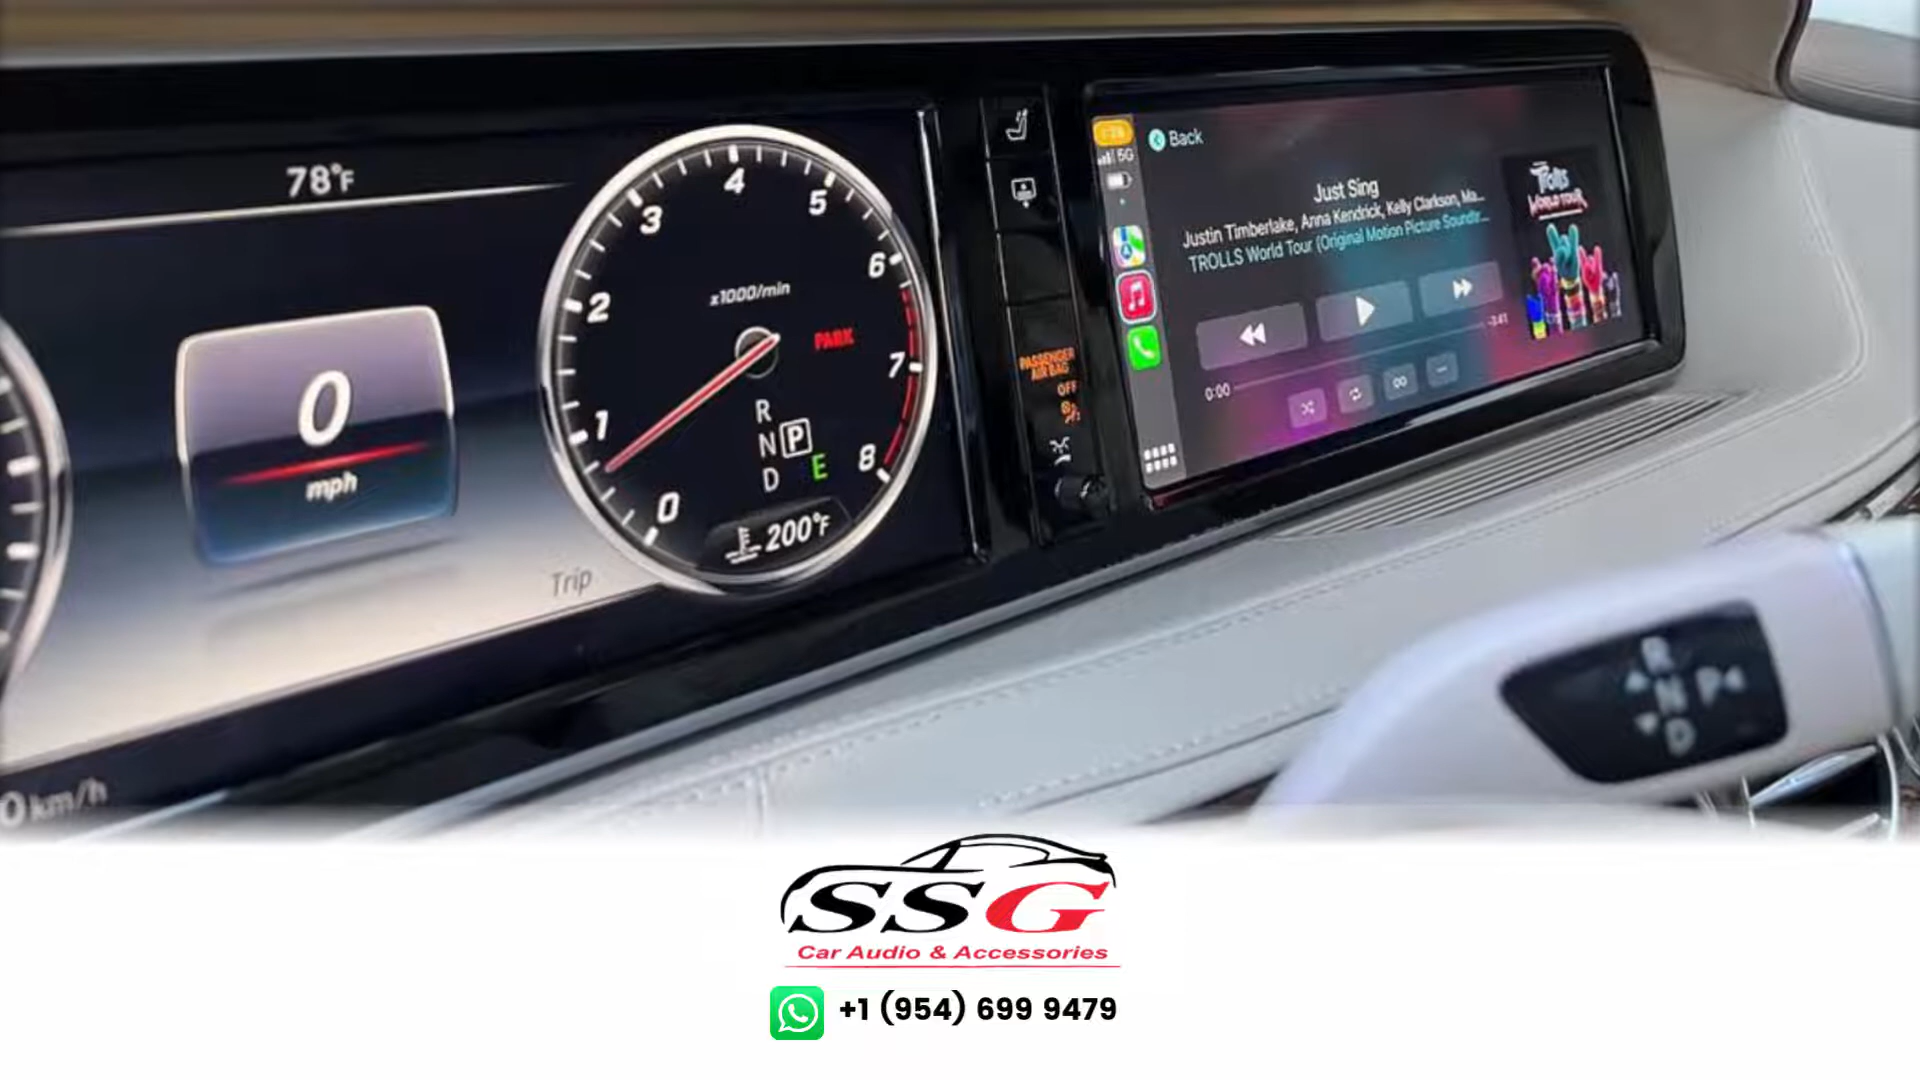 78°F
0
mph
Trip
0 km/h
x1000/min
0
1
2
3
4
5
6
7
8
PARK
R
N P
D E
200°F
PASSENGER
AIR BAG
OFF
5G
Back
Just Sing
Justin Timberlake, Anna Kendrick, Kelly Clarkson, Ma...
TROLLS World Tour (Original Motion Picture Soundtr...
0:00
-3:41
Trolls
WORLD TOUR
R
N P
D
SSG
Car Audio & Accessories
+1 (954) 699 9479